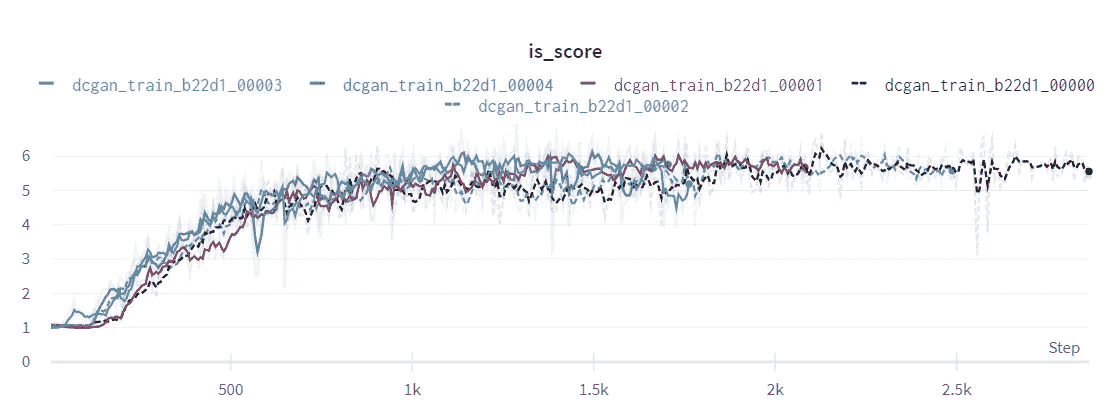 is_score
dcgan_train_b22d1_00003 dcgan_train_b22d1_00004 dcgan_train_b22d1_00001 dcgan_train_b22d1_00000
dcgan_train_b22d1_00002
6
5
4
3
2
1
Step
0
500 1k 1.5k 2k 2.5k